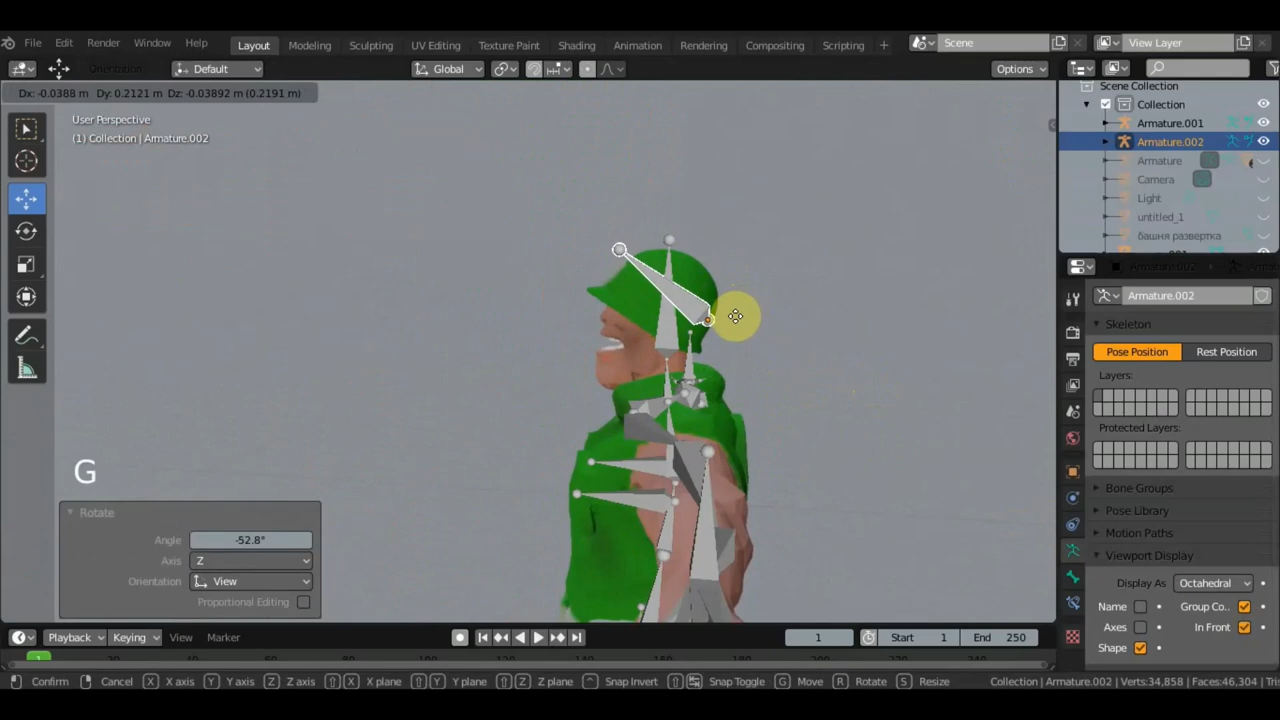 File Edit Render Window Help Layout Modeling Sculpting UV Editing Texture Paint Shading Animation Rendering Compositing Scripting + Scene View Layer
Orientation: Default Global Options
Dx: -0.0388 m Dy: 0.2121 m Dz: -0.03892 m (0.2191 m)
User Perspective
(1) Collection | Armature.002
Scene Collection
Collection
Armature.001
Armature.002
Armature
Camera
Light
untitled_1
башня развертка
Armature.002
Armature.002
Skeleton
Pose Position Rest Position
Layers:
Protected Layers:
Bone Groups
Pose Library
Motion Paths
Viewport Display
Display As Octahedral
Name Group Co..
Axes In Front
Shape
G
Rotate
Angle -52.8°
Axis Z
Orientation View
Proportional Editing
Playback Keying View Marker 1 Start 1 End 250
Confirm Cancel X X axis Y Y axis Z Z axis X X plane Y Y plane Z Z plane Snap Invert Snap Toggle G Move R Rotate S Resize Collection | Armature.002 | Verts:34,858 | Faces:46,304 | Tris